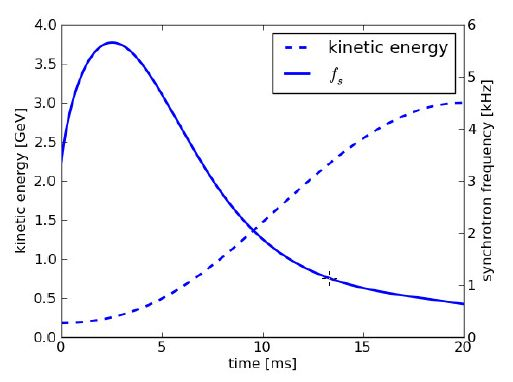 4.0
3.5
3.0
2.5
2.0
1.5
1.0
0.5
0.0
kinetic energy [GeV]
kinetic energy
f_s
6
5
4
3
2
1
0
synchrotron frequency [kHz]
0 5 10 15 20
time [ms]